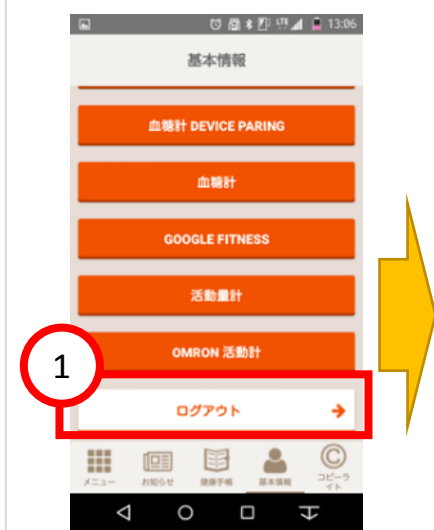 LTE 13:06
基本情報
血糖計 DEVICE PARING
血糖計
GOOGLE FITNESS
活動量計
OMRON 活動計
1
ログアウト
メニュー お知らせ 健康手帳 基本情報 コピーラ
イト